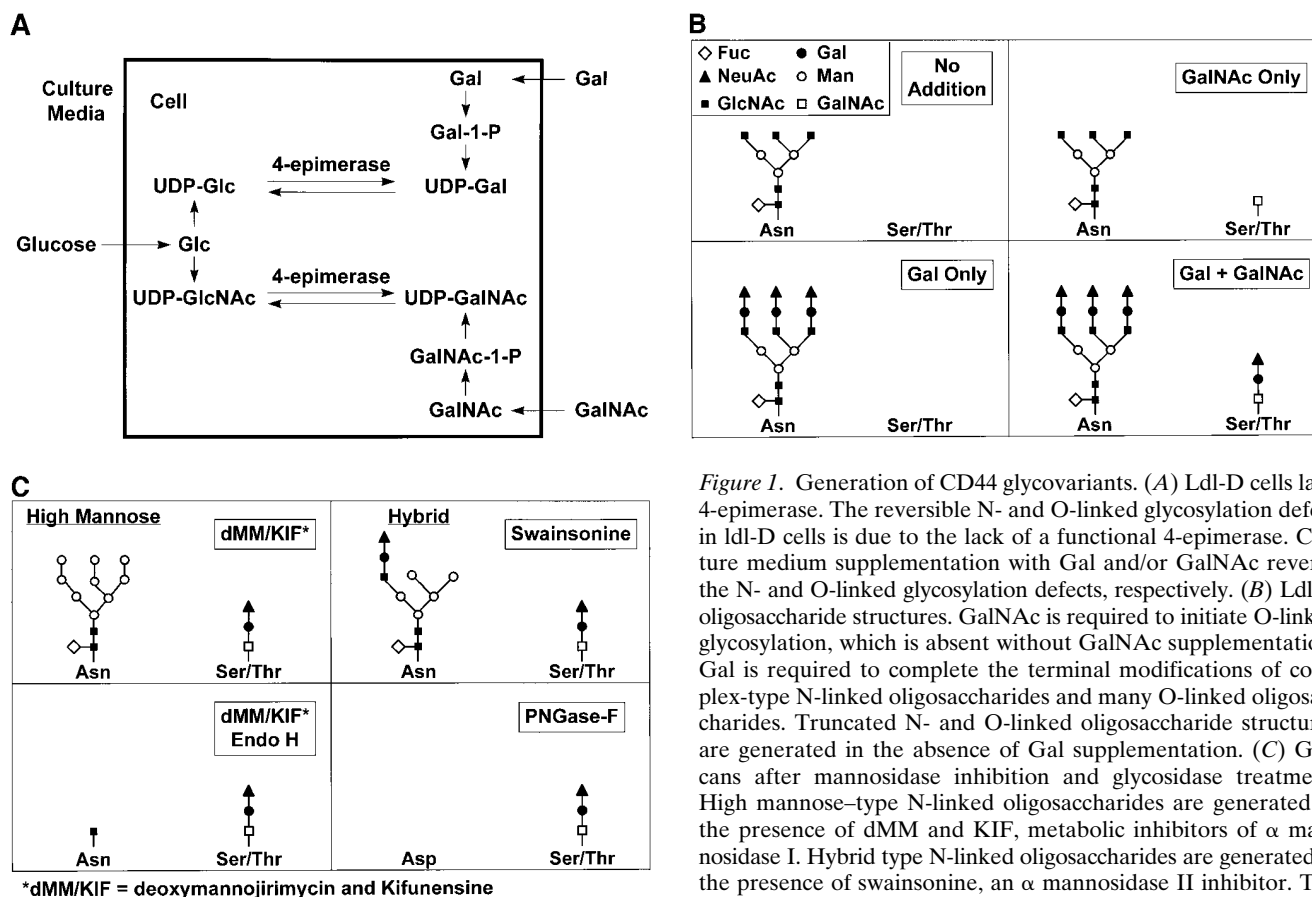 A
Culture
Media
Cell
Gal
Gal
Gal-1-P
4-epimerase
UDP-Glc
UDP-Gal
Glucose
Glc
4-epimerase
UDP-GlcNAc
UDP-GalNAc
GalNAc-1-P
GalNAc
GalNAc
B
Fuc
Gal
NeuAc
Man
GlcNAc
GalNAc
No
Addition
Asn
Ser/Thr
GalNAc Only
Asn
Ser/Thr
Gal Only
Asn
Ser/Thr
Gal + GalNAc
Asn
Ser/Thr
C
High Mannose
dMM/KIF*
Asn
Ser/Thr
Hybrid
Swainsonine
Asn
Ser/Thr
dMM/KIF*
Endo H
Asn
Ser/Thr
PNGase-F
Asp
Ser/Thr
*dMM/KIF = deoxymannojirimycin and Kifunensine
Figure 1. Generation of CD44 glycovariants. (A) Ldl-D cells la
4-epimerase. The reversible N- and O-linked glycosylation defe
in ldl-D cells is due to the lack of a functional 4-epimerase. C
ture medium supplementation with Gal and/or GalNAc rever
the N- and O-linked glycosylation defects, respectively. (B) Ldl
oligosaccharide structures. GalNAc is required to initiate O-link
glycosylation, which is absent without GalNAc supplementatio
Gal is required to complete the terminal modifications of co
plex-type N-linked oligosaccharides and many O-linked oligosa
charides. Truncated N- and O-linked oligosaccharide structur
are generated in the absence of Gal supplementation. (C) G
cans after mannosidase inhibition and glycosidase treatme
High mannose–type N-linked oligosaccharides are generated
the presence of dMM and KIF, metabolic inhibitors of α ma
nosidase I. Hybrid type N-linked oligosaccharides are generated
the presence of swainsonine, an α mannosidase II inhibitor. T